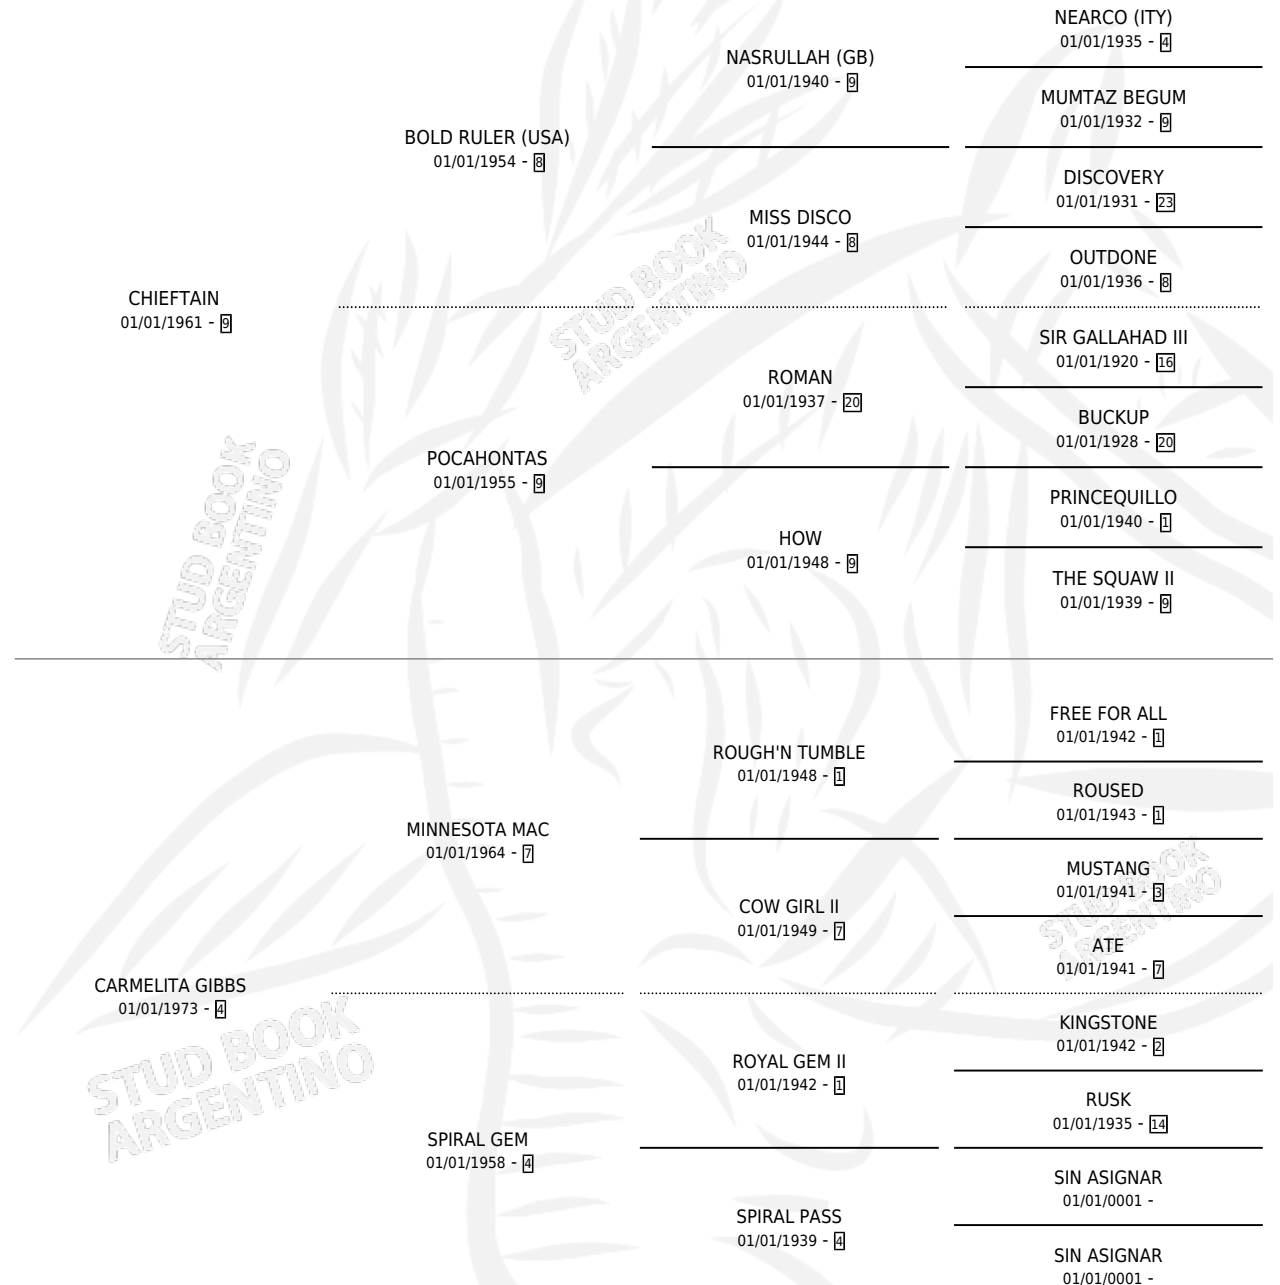 NEARCO (ITY)
01/01/1935 - 4
NASRULLAH (GB)
01/01/1940 - 9
MUMTAZ BEGUM
01/01/1932 - 9
BOLD RULER (USA)
01/01/1954 - 8
DISCOVERY
01/01/1931 - 23
MISS DISCO
01/01/1944 - 8
OUTDONE
01/01/1936 - 8
CHIEFTAIN
01/01/1961 - 9
STUD BOOK
ARGENTINO
SIR GALLAHAD III
01/01/1920 - 16
ROMAN
01/01/1937 - 20
BUCKUP
01/01/1928 - 20
POCAHONTAS
01/01/1955 - 9
PRINCEQUILLO
01/01/1940 - 1
HOW
01/01/1948 - 9
THE SQUAW II
01/01/1939 - 9
STUD BOOK
ARGENTINO
FREE FOR ALL
01/01/1942 - 1
ROUGH'N TUMBLE
01/01/1948 - 1
ROUSED
01/01/1943 - 1
MINNESOTA MAC
01/01/1964 - 7
MUSTANG
01/01/1941 - 3
COW GIRL II
01/01/1949 - 7
STUD BOOK
ARGENTINO
ATE
01/01/1941 - 7
CARMELITA GIBBS
01/01/1973 - 4
KINGSTONE
01/01/1942 - 2
ROYAL GEM II
01/01/1942 - 1
STUD BOOK
ARGENTINO
RUSK
01/01/1935 - 14
SPIRAL GEM
01/01/1958 - 4
SIN ASIGNAR
01/01/0001 -
SPIRAL PASS
01/01/1939 - 4
SIN ASIGNAR
01/01/0001 -